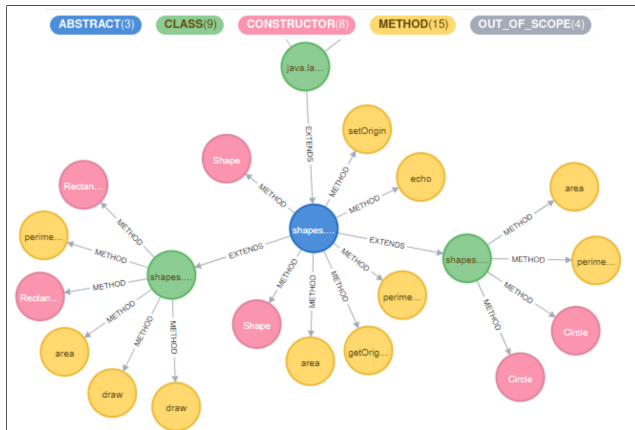 ABSTRACT(3) CLASS(9) CONSTRUCTOR(8) METHOD(15) OUT_OF_SCOPE(4)
java.la...
EXTENDS
setOrigin
Shape
METHOD
METHOD
echo
METHOD
Rectan...
area
METHOD
METHOD
perime...
shapes....
EXTENDS
EXTENDS
shapes....
METHOD
perime...
METHOD
shapes....
METHOD
Rectan...
METHOD
METHOD
perime...
METHOD
METHOD
METHOD
METHOD
METHOD
METHOD
METHOD
METHOD
Circle
Shape
area
getOrig...
area
Circle
draw
draw